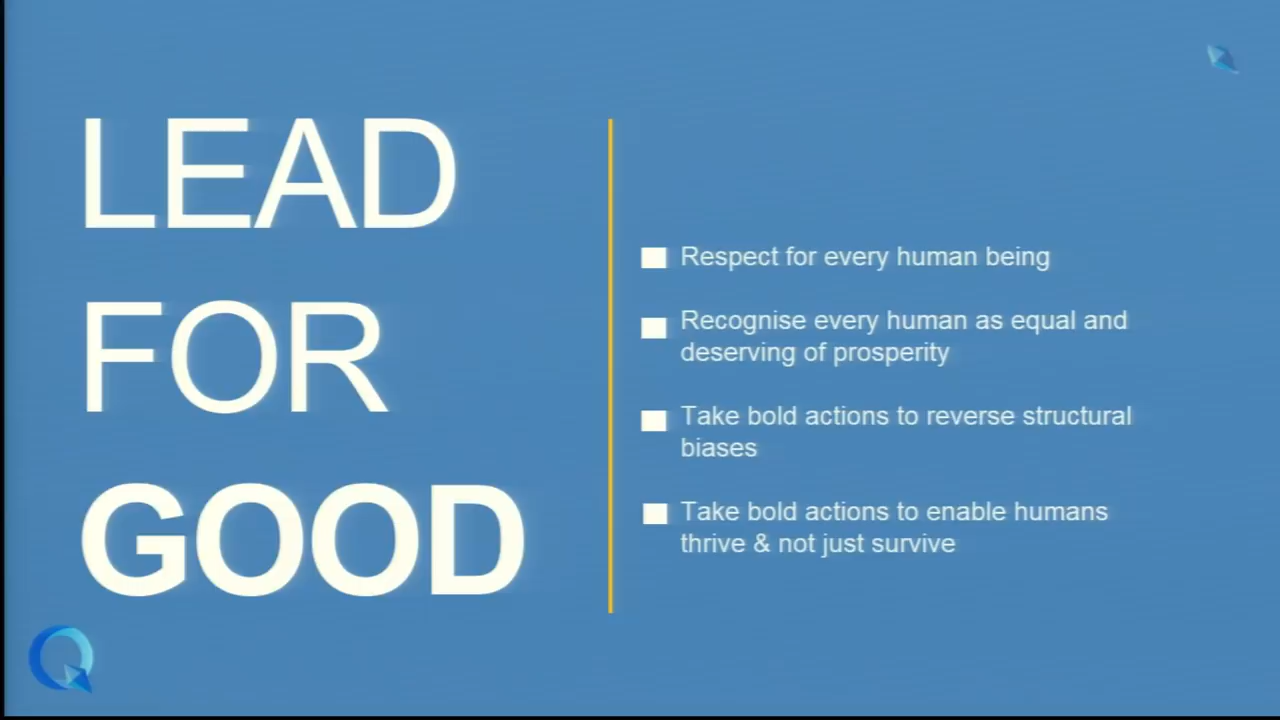 LEAD
FOR
GOOD
Respect for every human being
Recognise every human as equal and
deserving of prosperity
Take bold actions to reverse structural
biases
Take bold actions to enable humans
thrive & not just survive